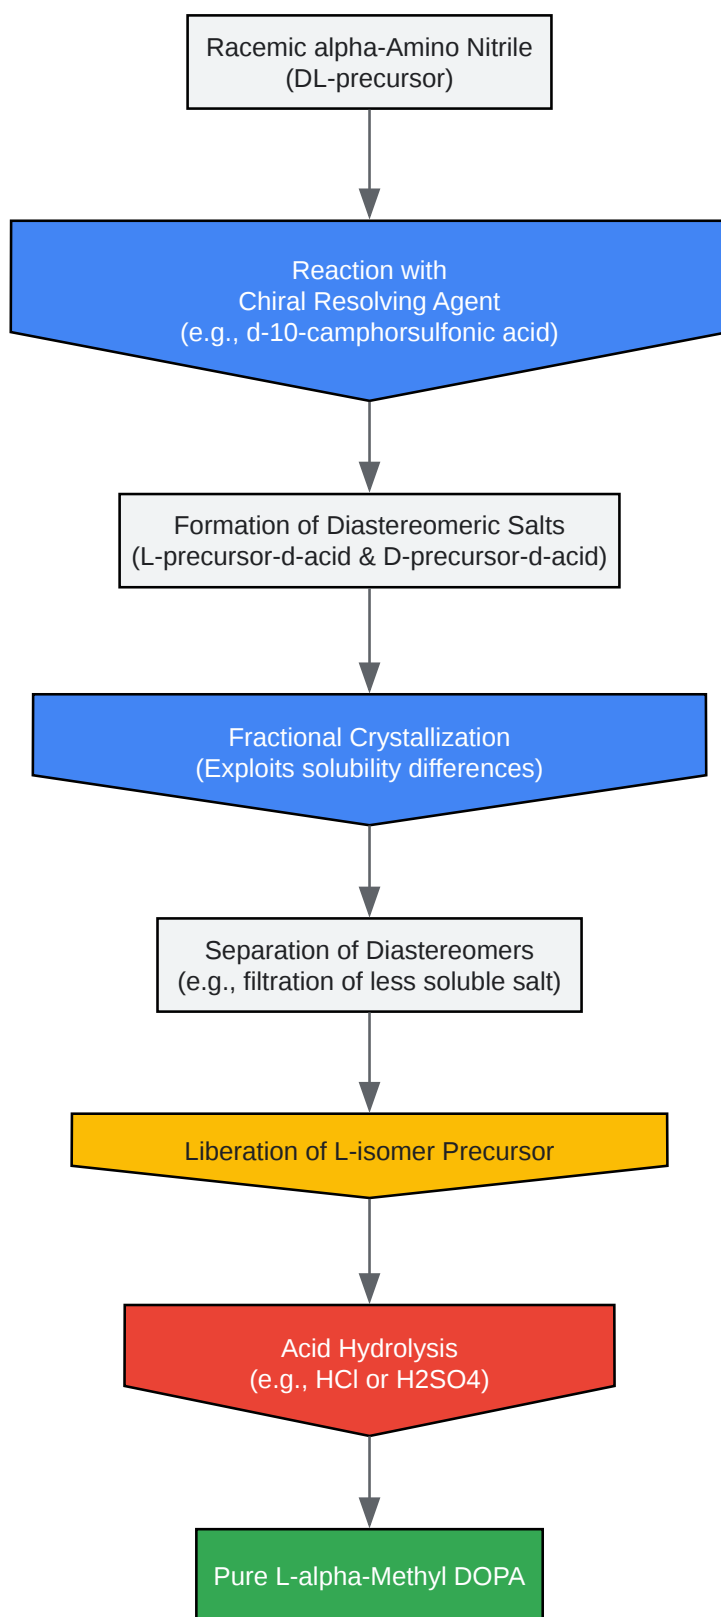 Racemic alpha-Amino Nitrile
(DL-precursor)
Reaction with
Chiral Resolving Agent
(e.g., d-10-camphorsulfonic acid)
Formation of Diastereomeric Salts
(L-precursor-d-acid & D-precursor-d-acid)
Fractional Crystallization
(Exploits solubility differences)
Separation of Diastereomers
(e.g., filtration of less soluble salt)
Liberation of L-isomer Precursor
Acid Hydrolysis
(e.g., HCl or H2SO4)
Pure L-alpha-Methyl DOPA